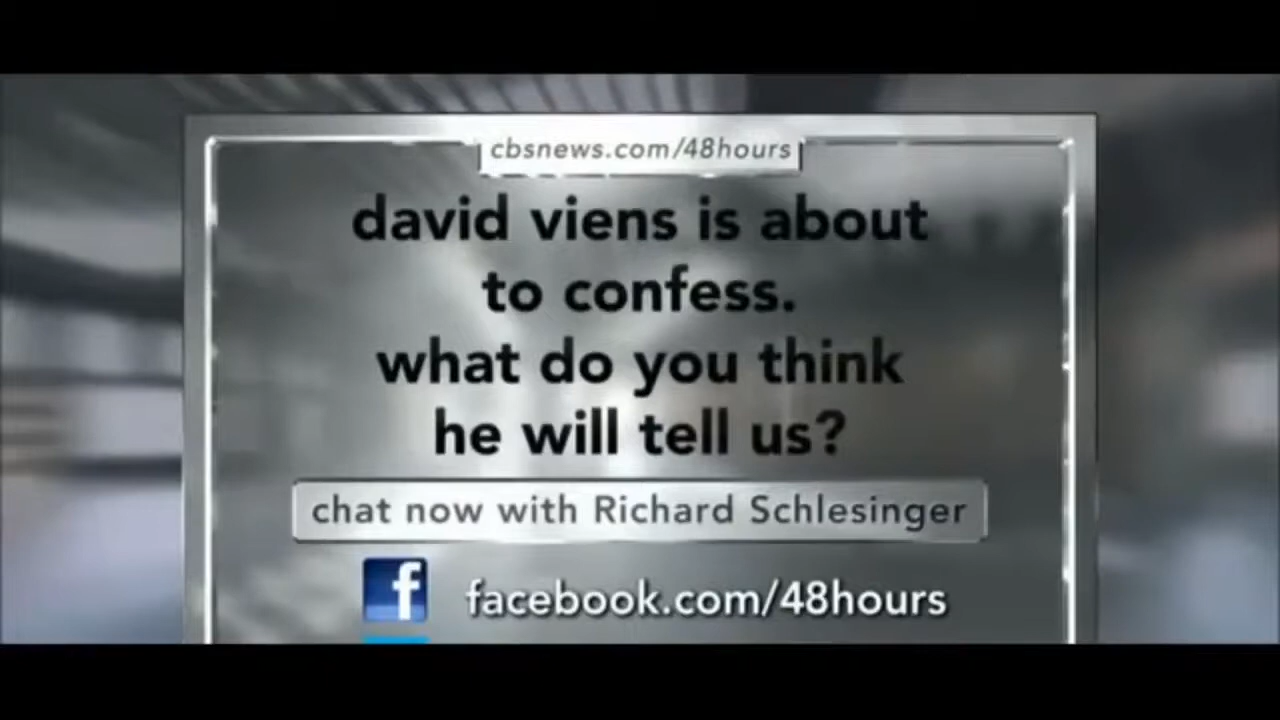 cbsnews.com/48hours
david viens is about
to confess.
what do you think
he will tell us?
chat now with Richard Schlesinger
f facebook.com/48hours